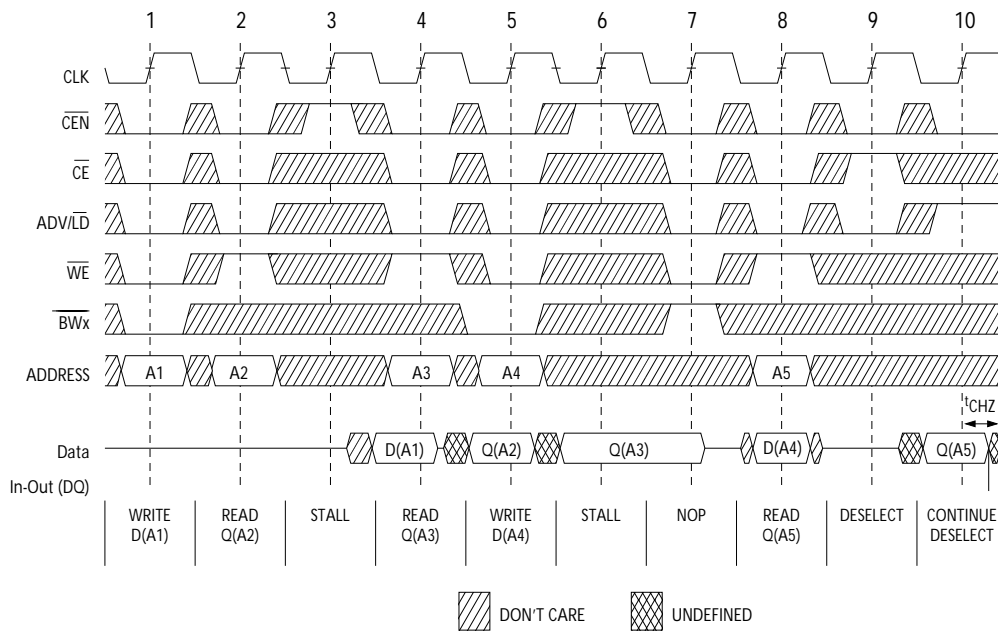 1 2 3 4 5 6 7 8 9 10
CLK
CEN
CE
ADV/LD
WE
BWx
ADDRESS A1 A2 A3 A4 A5
tCHZ
Data D(A1) Q(A2) Q(A3) D(A4) Q(A5)
In-Out (DQ)
WRITE READ STALL READ WRITE STALL NOP READ DESELECT CONTINUE
D(A1) Q(A2) Q(A3) D(A4) Q(A5) DESELECT
DON'T CARE UNDEFINED